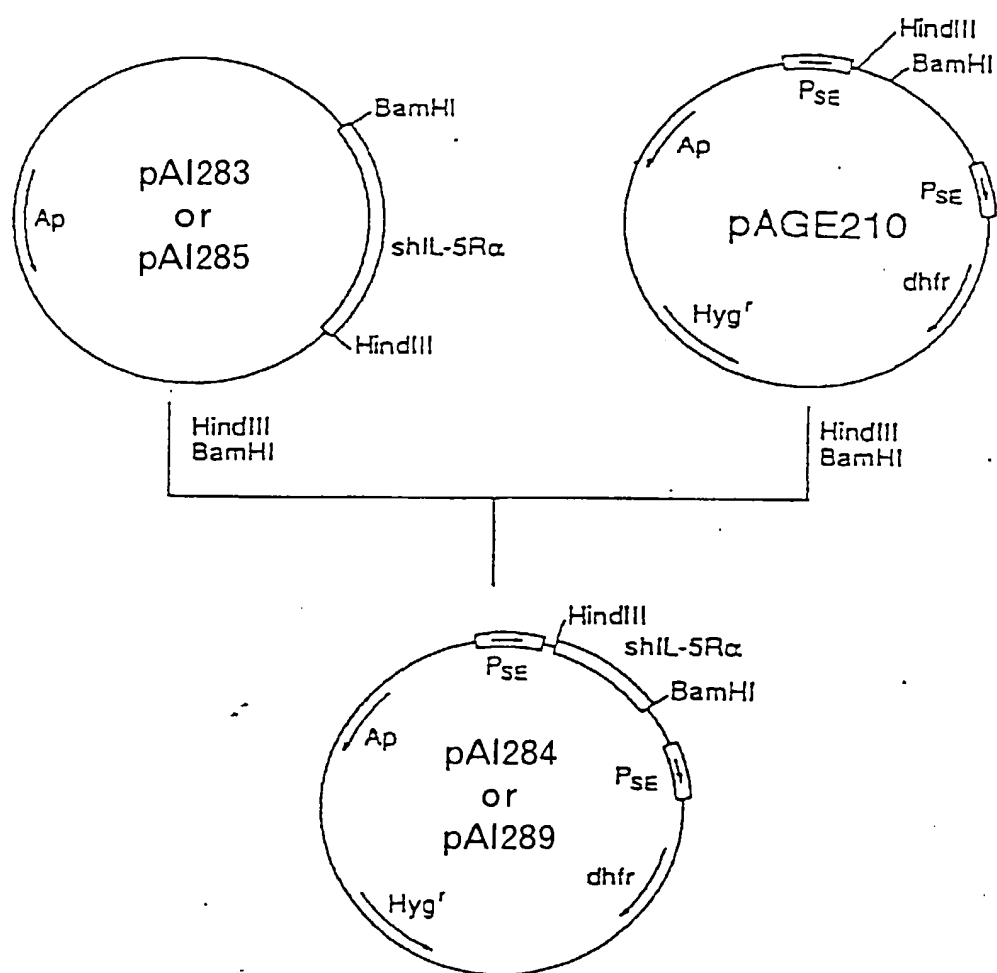 BamHI
pAI283
or
pAI285
Ap
shIL-5Rα
HindIII
HindIII
BamHI
HindIII
BamHI
PSE
Ap
PSE
pAGE210
dhfr
Hygr
HindIII
BamHI
HindIII
shIL-5Rα
PSE
BamHI
Ap
pAI284
or
pAI289
PSE
dhfr
Hygr